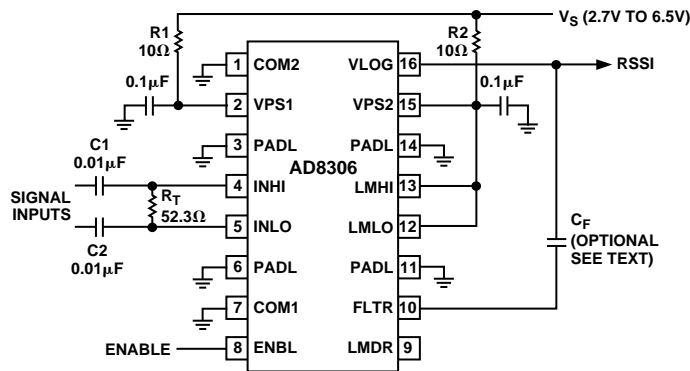 VS (2.7V TO 6.5V)
R1
10Ω
R2
10Ω
1 COM2 VLOG 16
RSSI
0.1µF
0.1µF
2 VPS1 VPS2 15
3 PADL PADL 14
AD8306
C1
0.01µF
4 INHI LMHI 13
SIGNAL
INPUTS
RT
52.3Ω
5 INLO LMLO 12
C2
0.01µF
CF
(OPTIONAL
SEE TEXT)
6 PADL PADL 11
7 COM1 FLTR 10
ENABLE 8 ENBL LMDR 9